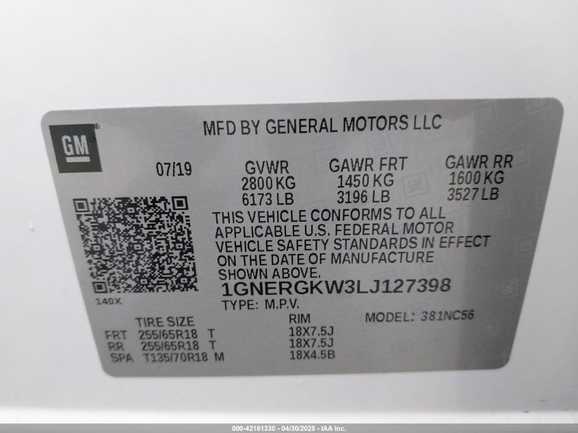 GM
MFD BY GENERAL MOTORS LLC
07/19 GVWR GAWR FRT GAWR RR
2800 KG 1450 KG 1600 KG
6173 LB 3196 LB 3527 LB
THIS VEHICLE CONFORMS TO ALL
APPLICABLE U.S. FEDERAL MOTOR
VEHICLE SAFETY STANDARDS IN EFFECT
ON THE DATE OF MANUFACTURE
SHOWN ABOVE.
140X
1GNERGKW3LJ127398
TYPE: M.P.V.
TIRE SIZE RIM MODEL: 381NC56
FRT 255/65R18 T 18X7.5J
RR 255/65R18 T 18X7.5J
SPA T135/70R18 M 18X4.5B
000-42161230 - 04/30/2025 - IAA Inc.